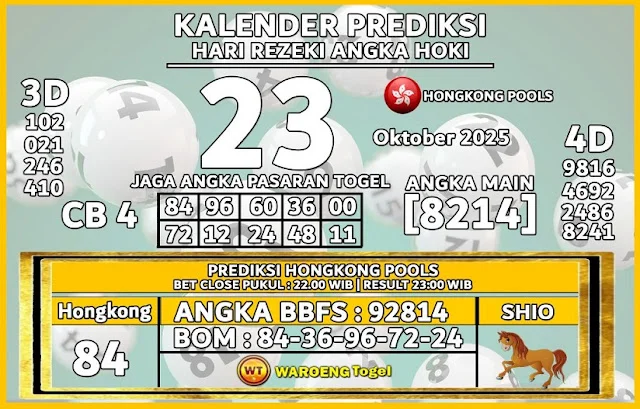 KALENDER PREDIKSI
HARI REZEKI ANGKA HOKI
3D
102
021
246
410
CB 4
23
JAGA ANGKA PASARAN TOGEL
84 96 60 36 00
72 12 24 48 11
HONGKONG POOLS
Oktober 2025
ANGKA MAIN
[8214]
4D
9816
4692
2486
8241
PREDIKSI HONGKONG POOLS
BET CLOSE PUKUL : 22.00 WIB | RESULT 23:00 WIB
Hongkong
84
ANGKA BBFS : 92814
BOM : 84-36-96-72-24
WT WAROENG Togel
SHIO